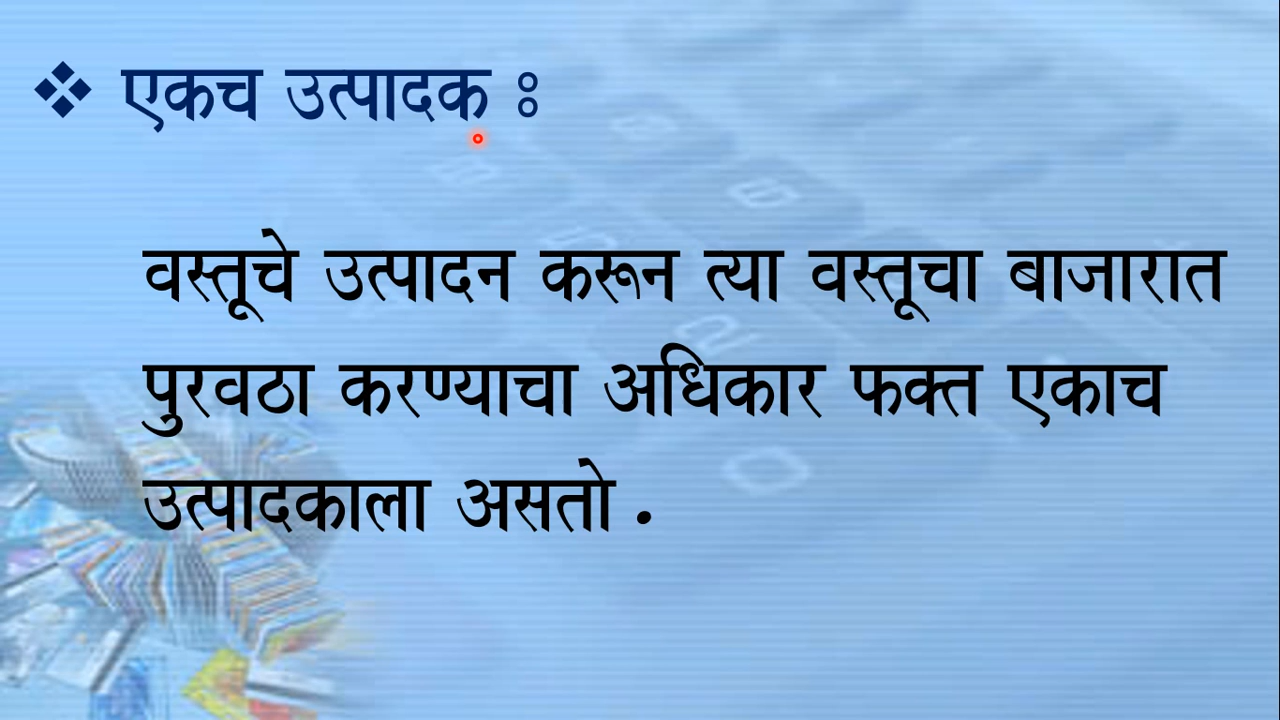 ❖ एकच उत्पादक ः
वस्तूचे उत्पादन करून त्या वस्तूचा बाजारात
पुरवठा करण्याचा अधिकार फक्त एकाच
उत्पादकाला असतो .